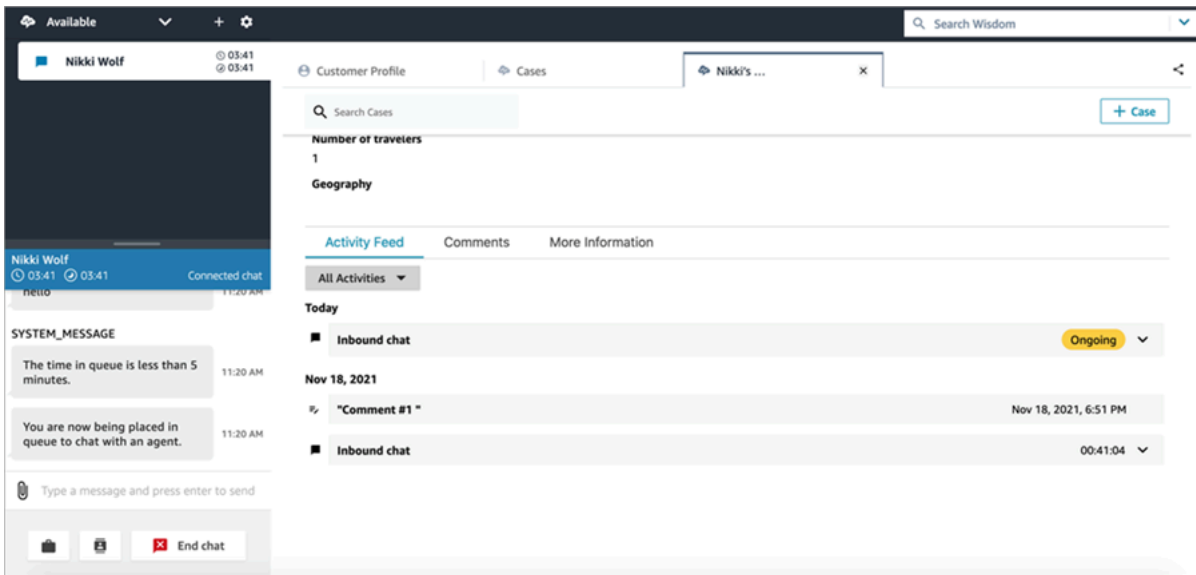 Available
Search Wisdom
Nikki Wolf
03:41
03:41
Customer Profile
Cases
Nikki's ...
Search Cases
+ Case
Number of travelers
1
Geography
Activity Feed
Comments
More Information
Nikki Wolf
03:41 03:41 Connected chat
hello 11:20 AM
All Activities
Today
SYSTEM_MESSAGE
Inbound chat Ongoing
The time in queue is less than 5
minutes.
11:20 AM
Nov 18, 2021
"Comment #1 " Nov 18, 2021, 6:51 PM
You are now being placed in
queue to chat with an agent.
11:20 AM
Inbound chat 00:41:04
Type a message and press enter to send
End chat